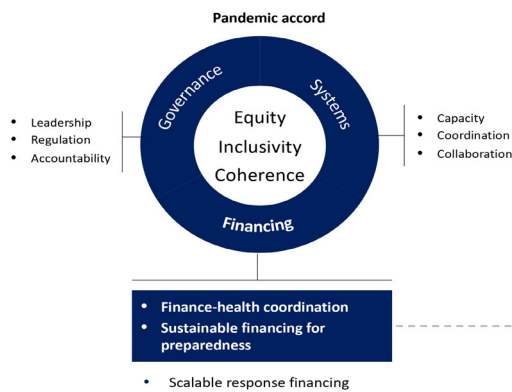 Pandemic accord
Governance
Systems
Equity
Inclusivity
Coherence
Financing
• Leadership
• Regulation
• Accountability
• Capacity
• Coordination
• Collaboration
• Finance-health coordination
• Sustainable financing for
preparedness
• Scalable response financing